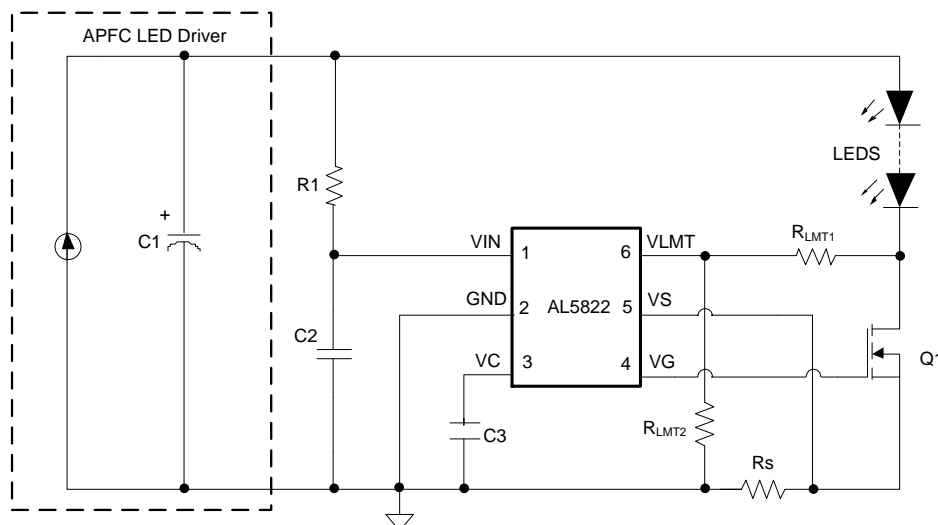 APFC LED Driver
LEDS
R1
C1
+
RLMT1
VIN
1
6
VLMT
GND
2
AL5822
5
VS
C2
VC
3
4
VG
Q1
C3
RLMT2
Rs